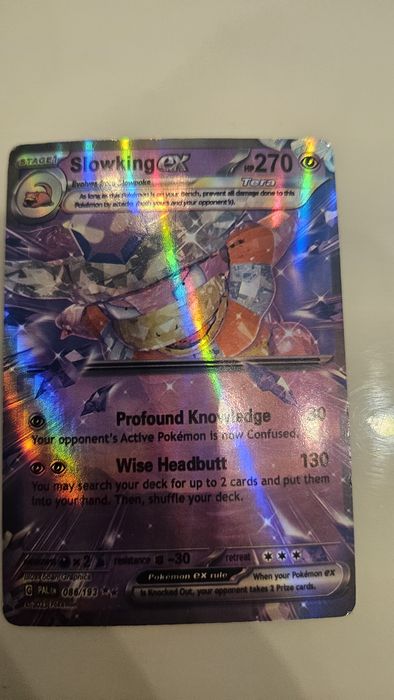 STAGE1 Slowking ex HP270
Evolves from Slowpoke Tera
As long as this Pokémon is on your Bench, prevent all damage done to this
Pokémon by attacks (both yours and your opponent's).
Profound Knowledge 30
Your opponent's Active Pokémon is now Confused.
Wise Headbutt 130
You may search your deck for up to 2 cards and put them
into your hand. Then, shuffle your deck.
×2 resistance -30 retreat
Pokémon ex rule When your Pokémon ex
is Knocked Out, your opponent takes 2 Prize cards.
G PAL 086/193